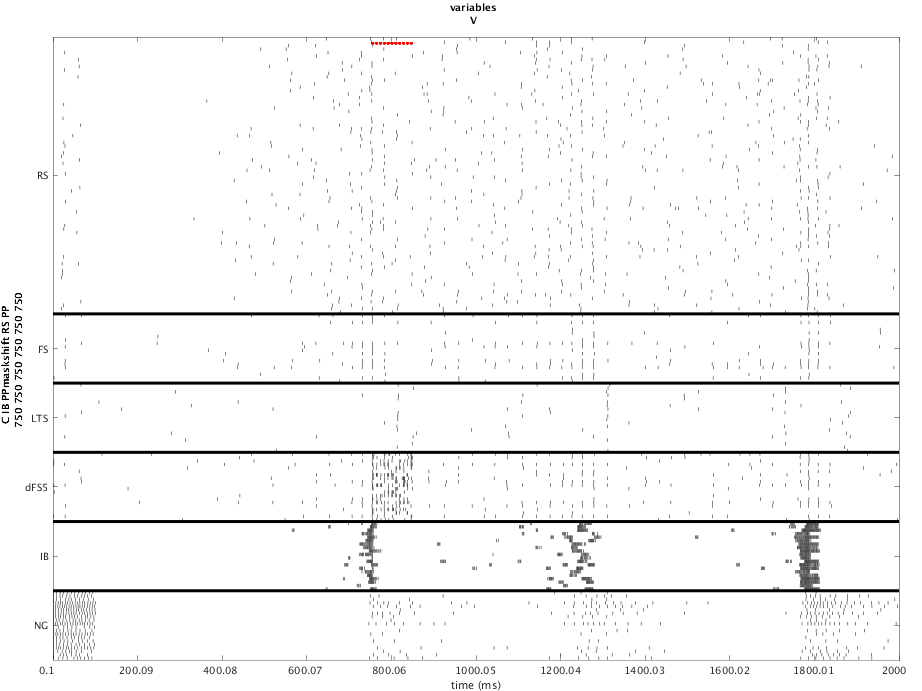 variables
V
C IB PPmaskshift RS PP
750 750 750 750 750 750
RS
FS
LTS
dFS5
IB
NG
0.1 200.09 400.08 600.07 800.06 1000.05 1200.04 1400.03 1600.02 1800.01 2000
time (ms)